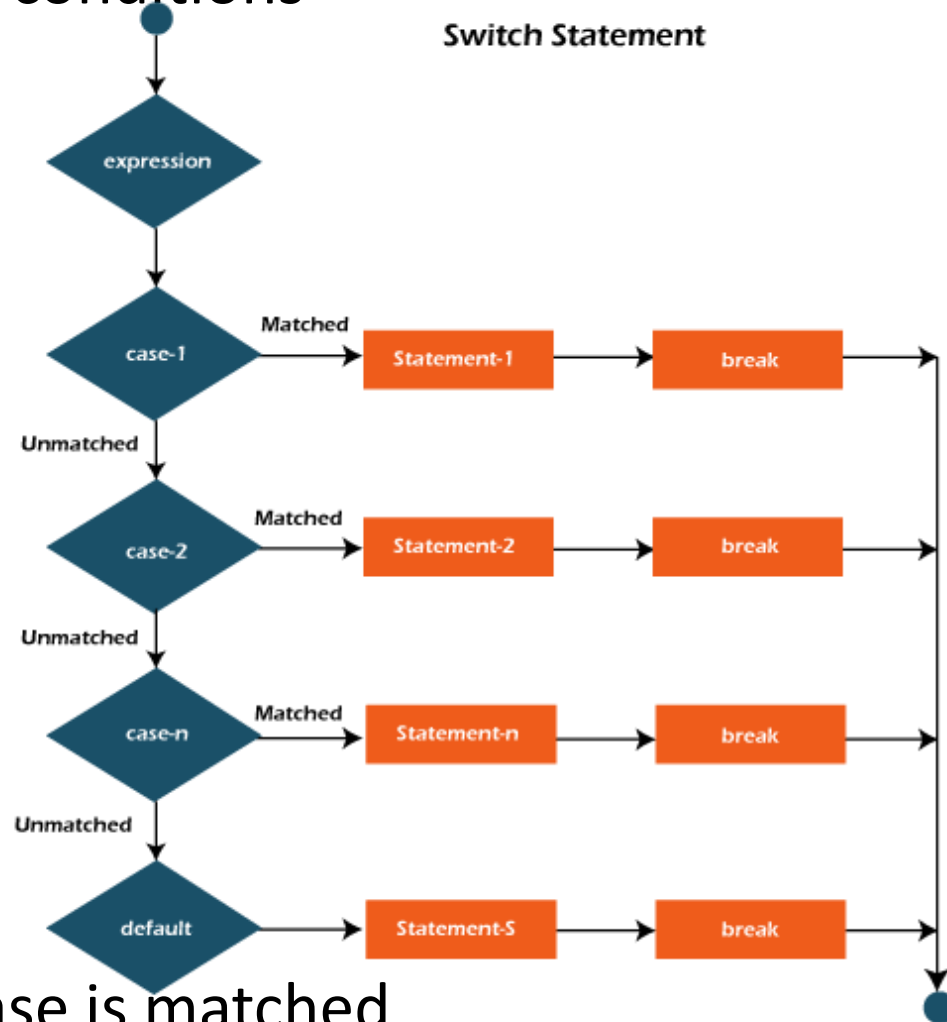 conditions
Switch Statement
expression
Matched
case-1
Statement-1
break
Unmatched
Matched
case-2
Statement-2
break
Unmatched
Matched
case-n
Statement-n
break
Unmatched
default
Statement-S
break
is matched